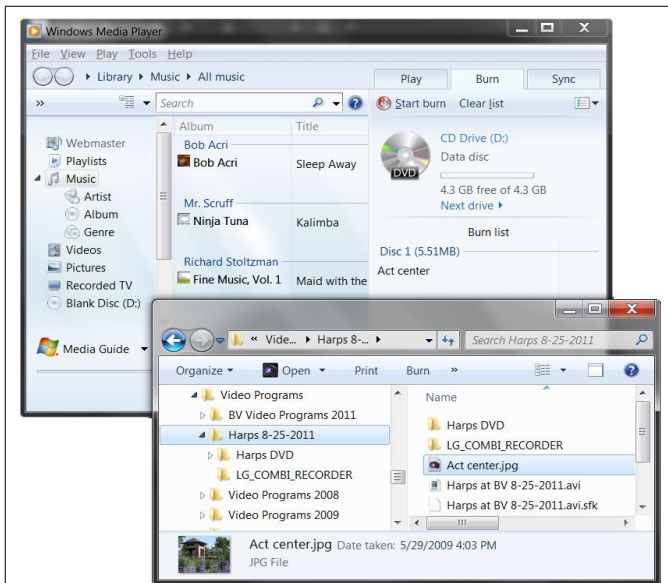 Windows Media Player
File View Play Tools Help
Library Music All music
Play Burn Sync
»
Search
Start burn Clear list
Webmaster
Playlists
Music
Artist
Album
Genre
Videos
Pictures
Recorded TV
Blank Disc (D:)
Media Guide
Album Title
Bob Acri
Bob Acri Sleep Away
Mr. Scruff
Ninja Tuna Kalimba
Richard Stoltzman
Fine Music, Vol. 1 Maid with the
DVD
CD Drive (D:)
Data disc
4.3 GB free of 4.3 GB
Next drive
Burn list
Disc 1 (5.51MB)
Act center
« Vide... Harps 8-...
Search Harps 8-25-2011
Organize Open Print Burn »
Video Programs
BV Video Programs 2011
Harps 8-25-2011
Harps DVD
LG_COMBI_RECORDER
Video Programs 2008
Video Programs 2009
Name
Harps DVD
LG_COMBI_RECORDER
Act center.jpg
Harps at BV 8-25-2011.avi
Harps at BV 8-25-2011.avi.sfk
Act center.jpg Date taken: 5/29/2009 4:03 PM
JPG File